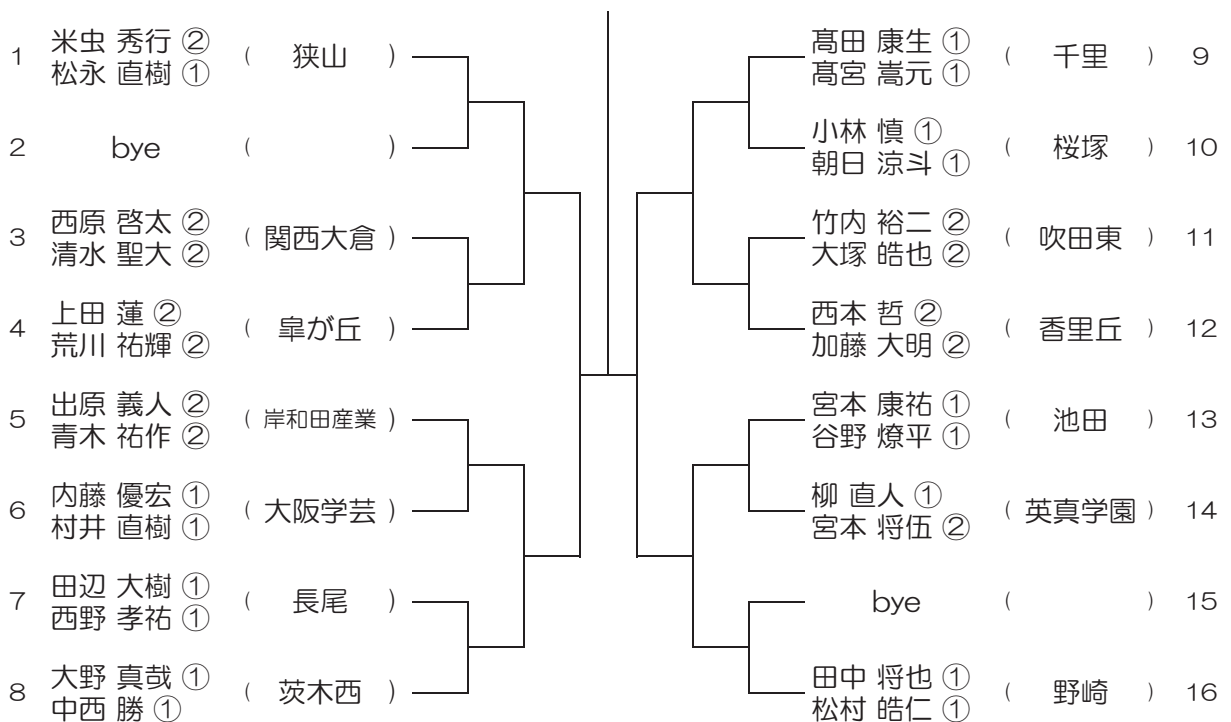 1 米虫 秀行 ② ( 狭山 )
松永 直樹 ①
2 bye ( )
3 西原 啓太 ② ( 関西大倉 )
清水 聖大 ②
4 上田 蓮 ② ( 皐が丘 )
荒川 祐輝 ②
5 出原 義人 ② ( 岸和田産業 )
青木 祐作 ②
6 内藤 優宏 ① ( 大阪学芸 )
村井 直樹 ①
7 田辺 大樹 ① ( 長尾 )
西野 孝祐 ①
8 大野 真哉 ① ( 茨木西 )
中西 勝 ①
髙田 康生 ① ( 千里 ) 9
髙宮 嵩元 ①
小林 慎 ① ( 桜塚 ) 10
朝日 涼斗 ①
竹内 裕二 ② ( 吹田東 ) 11
大塚 皓也 ②
西本 哲 ② ( 香里丘 ) 12
加藤 大明 ②
宮本 康祐 ① ( 池田 ) 13
谷野 燎平 ①
柳 直人 ① ( 英真学園 ) 14
宮本 将伍 ②
bye ( ) 15
田中 将也 ① ( 野崎 ) 16
松村 皓仁 ①